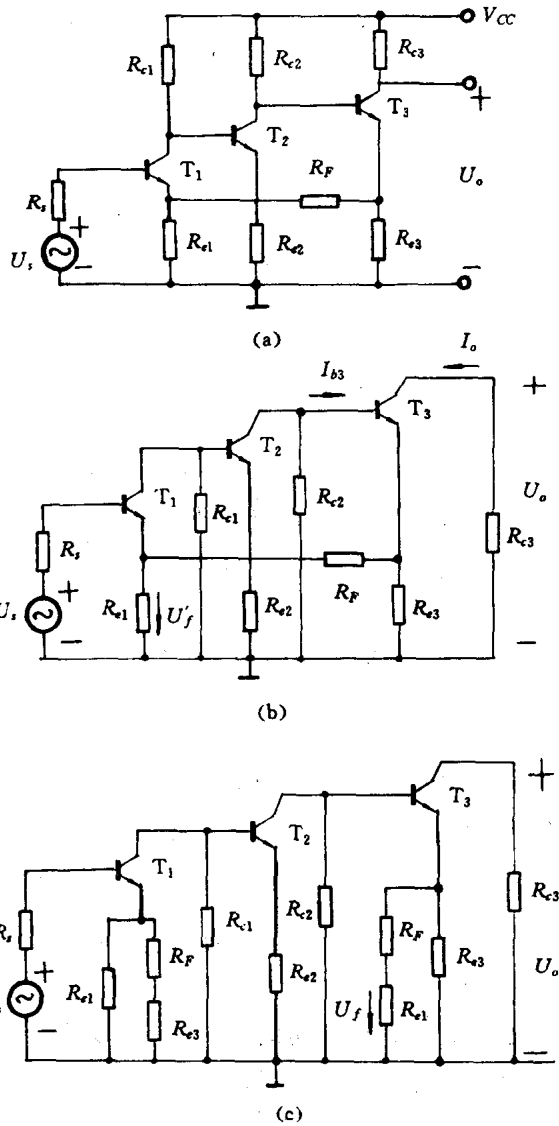 V_CC
R_c1
R_c2
R_c3
+
T_3
T_2
T_1
R_F
U_o
R_s
+
U_s
−
R_e1
R_e2
R_e3
−
(a)
I_b3
I_o
+
T_3
T_2
T_1
R_c1
R_c2
U_o
R_c3
R_s
+
U_s
−
R_e1
U'_f
R_e2
R_F
R_e3
−
(b)
+
T_3
T_2
T_1
R_c3
R_c1
R_c2
R_F
R_e3
R_s
R_F
R_e2
U_o
+
R_e1
U_f
R_e1
−
R_e3
−
(c)